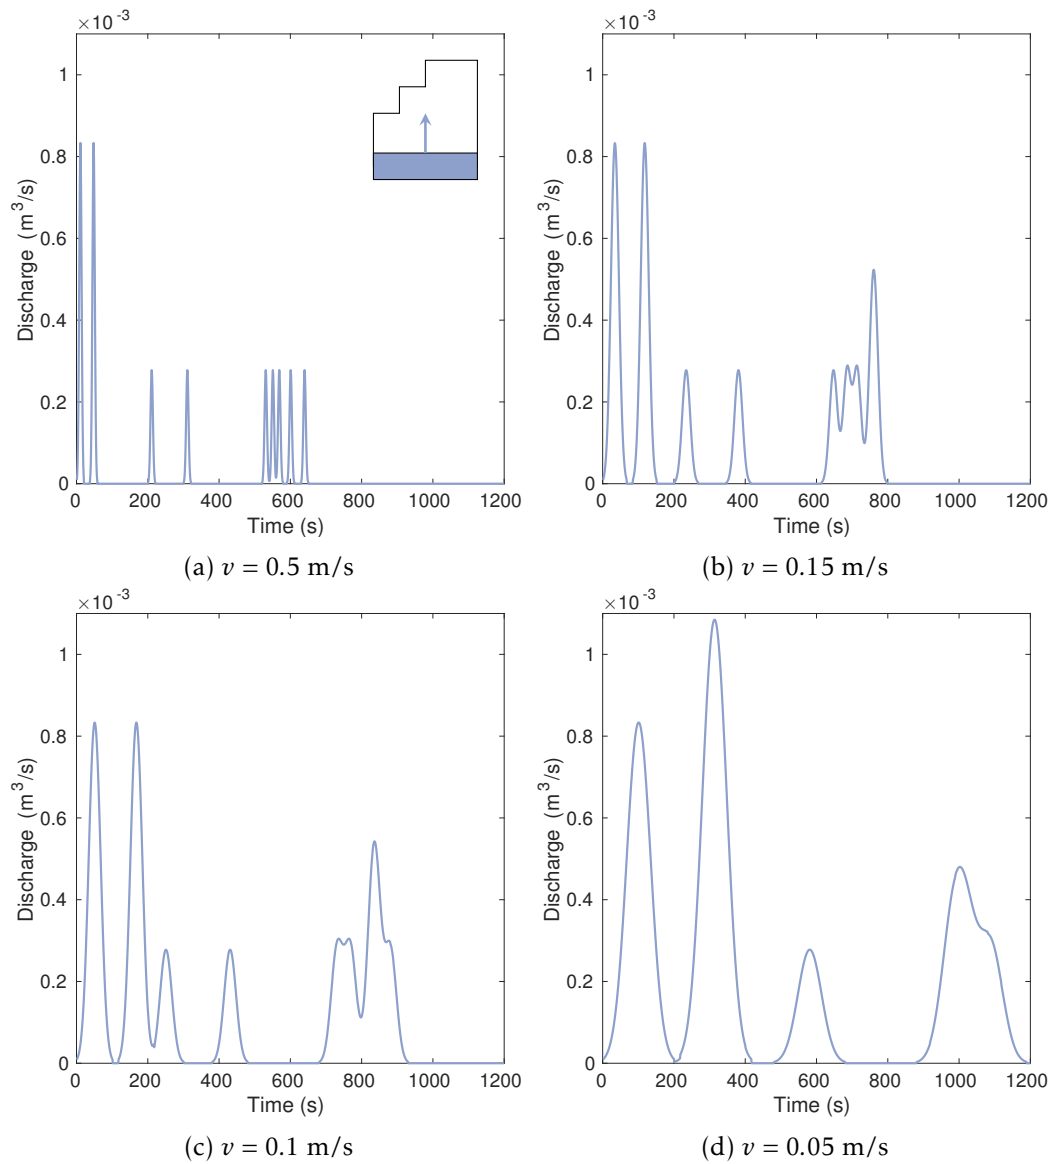 ×10 -3
1
0.8
0.6
0.4
0.2
0
Discharge (m3/s)
0 200 400 600 800 1000 1200
Time (s)
(a) v = 0.5 m/s
×10 -3
1
0.8
0.6
0.4
0.2
0
Discharge (m3/s)
0 200 400 600 800 1000 1200
Time (s)
(b) v = 0.15 m/s
×10 -3
1
0.8
0.6
0.4
0.2
0
Discharge (m3/s)
0 200 400 600 800 1000 1200
Time (s)
(c) v = 0.1 m/s
×10 -3
1
0.8
0.6
0.4
0.2
0
Discharge (m3/s)
0 200 400 600 800 1000 1200
Time (s)
(d) v = 0.05 m/s